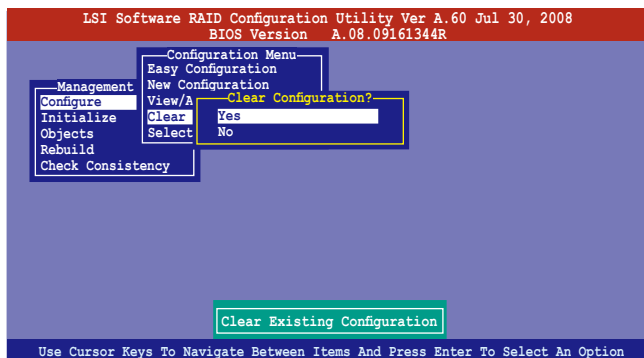 LSI Software RAID Configuration Utility Ver A.60 Jul 30, 2008
BIOS Version A.08.09161344R
Configuration Menu
Easy Configuration
New Configuration
View/A
Clear
Select
Management
Configure
Initialize
Objects
Rebuild
Check Consistency
Clear Configuration?
Yes
No
Clear Existing Configuration
Use Cursor Keys To Navigate Between Items And Press Enter To Select An Option